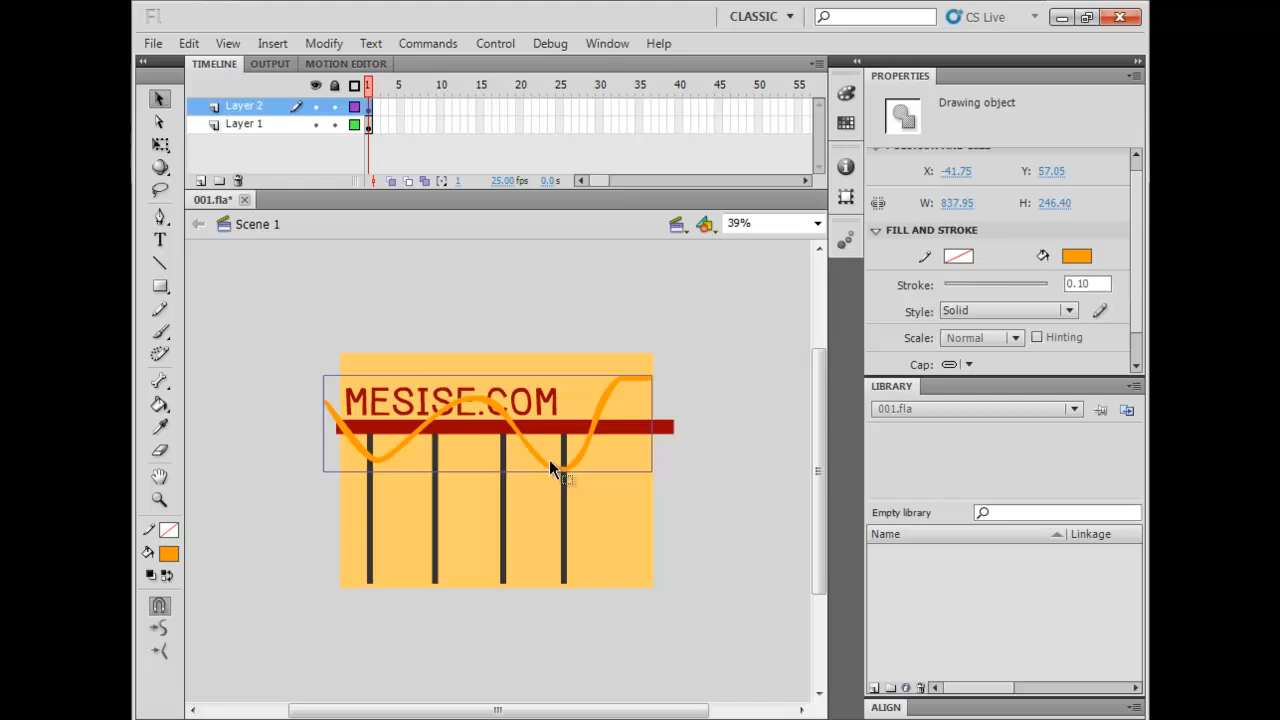 Fl
CLASSIC
CS Live
File Edit View Insert Modify Text Commands Control Debug Window Help
TIMELINE OUTPUT MOTION EDITOR
PROPERTIES
1 5 10 15 20 25 30 35 40 45 50 55
Drawing object
Layer 2
Layer 1
X: -41.75 Y: 57.05
1 25.00 fps 0.0 s
W: 837.95 H: 246.40
001.fla*
Scene 1
39%
FILL AND STROKE
Stroke: 0.10
Style: Solid
Scale: Normal Hinting
Cap:
LIBRARY
001.fla
MESISE.COM
Empty library
Name Linkage
ALIGN